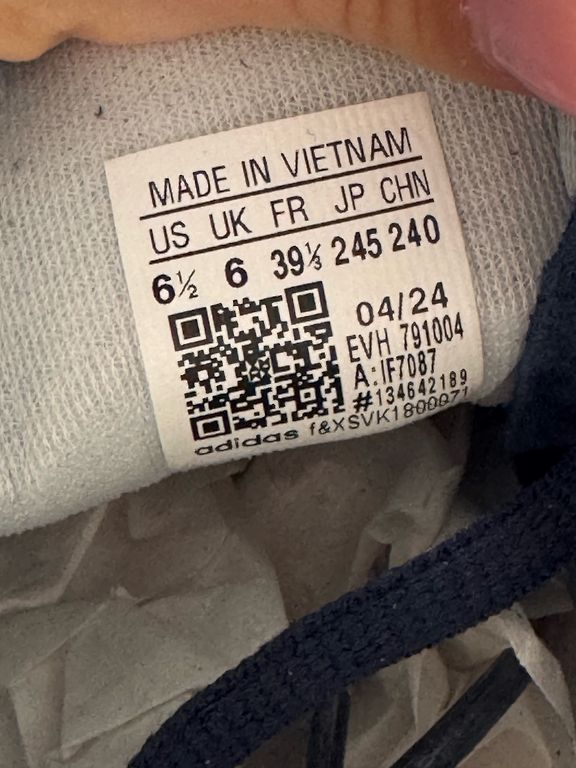 MADE IN VIETNAM
US UK FR JP CHN
6½ 6 39⅓ 245 240
04/24
EVH 791004
A:IF7087
#134642189
adidas f&XSVK1800071